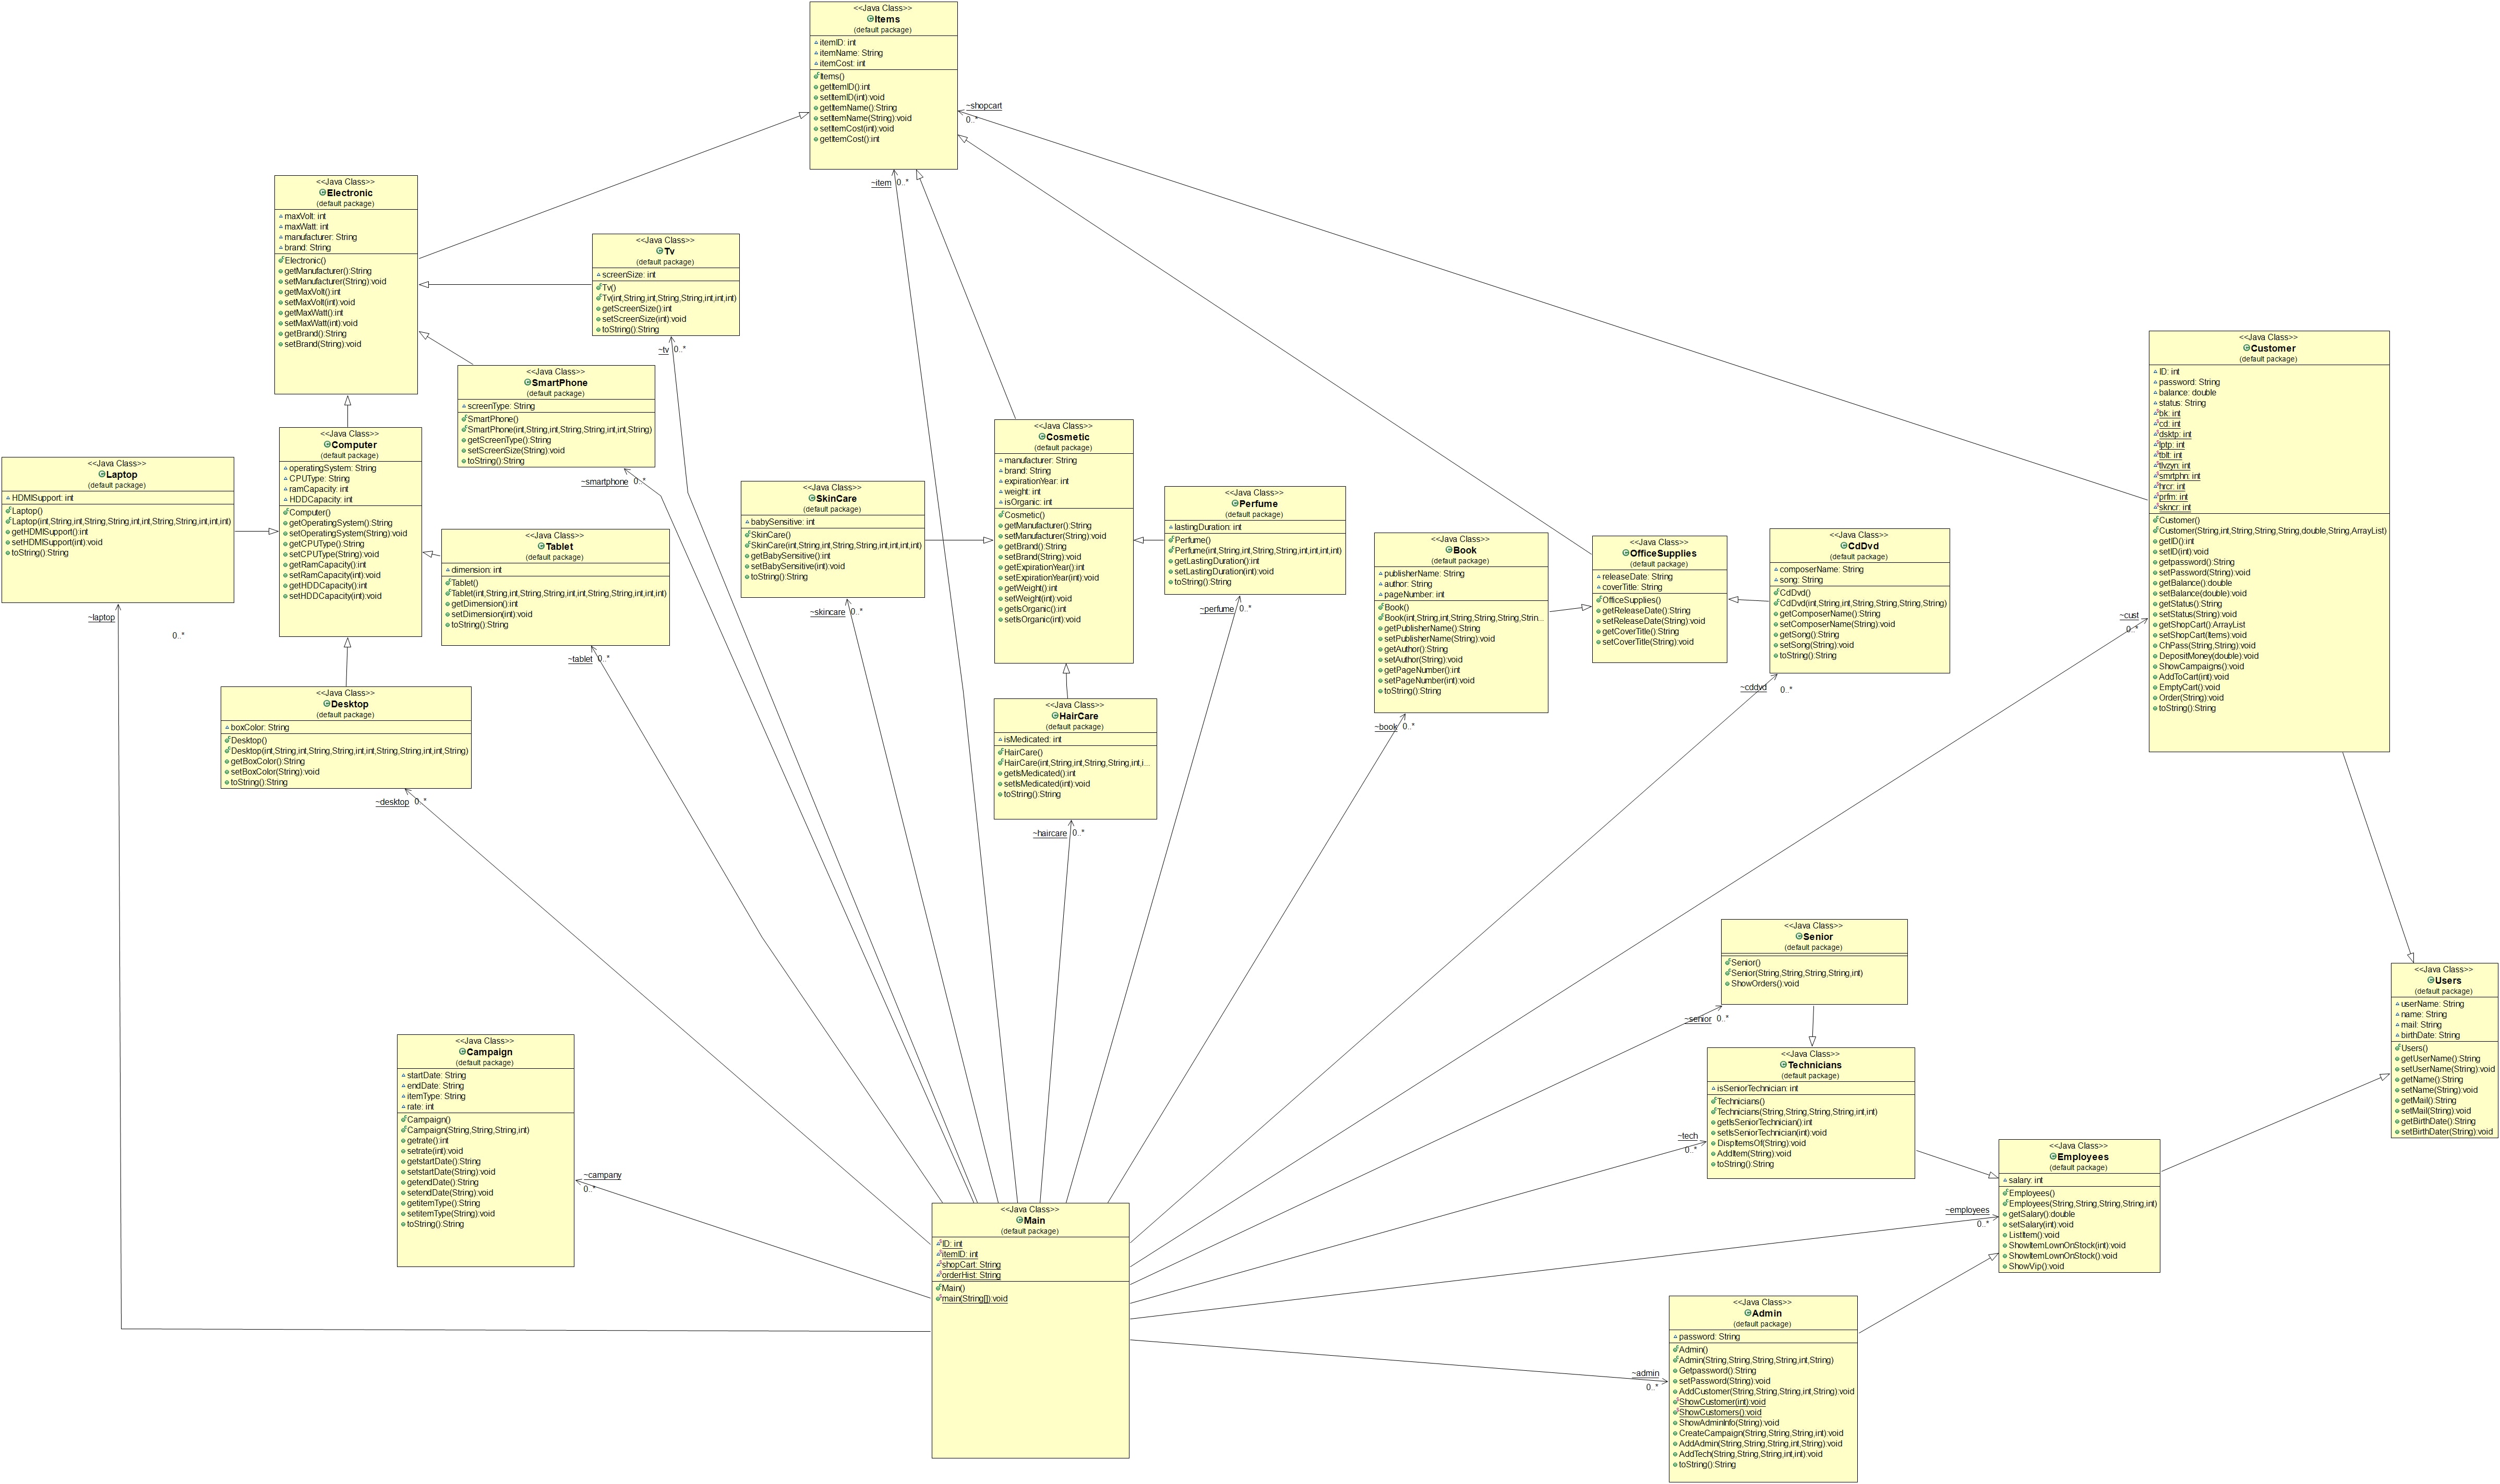 <<Java Class>>
Items
(default package)
itemID: int
itemName: String
itemCost: int
Items()
getItemID():int
setItemID(int):void
getItemName():String
setItemName(String):void
setItemCost(int):void
getItemCost():int
~shopcart
0..*
~item 0..*
<<Java Class>>
Electronic
(default package)
maxVolt: int
maxWatt: int
manufacturer: String
brand: String
Electronic()
getManufacturer():String
setManufacturer(String):void
getMaxVolt():int
setMaxVolt(int):void
getMaxWatt():int
setMaxWatt(int):void
getBrand():String
setBrand(String):void
<<Java Class>>
Tv
(default package)
screenSize: int
Tv()
Tv(int,String,int,String,String,int,int,int)
getScreenSize():int
setScreenSize(int):void
toString():String
~tv 0..*
<<Java Class>>
SmartPhone
(default package)
screenType: String
SmartPhone()
SmartPhone(int,String,int,String,String,int,int,String)
getScreenType():String
setScreenSize(String):void
toString():String
~smartphone 0..*
<<Java Class>>
Customer
(default package)
ID: int
password: String
balance: double
status: String
bk: int
cd: int
dsktp: int
lptp: int
tblt: int
tlvzyn: int
smrtphn: int
hrcr: int
prfm: int
skncr: int
Customer()
Customer(String,int,String,String,String,double,String,ArrayList)
getID():int
setID(int):void
getpassword():String
setPassword(String):void
getBalance():double
setBalance(double):void
getStatus():String
setStatus(String):void
getShopCart():ArrayList
setShopCart(Items):void
ChPass(String,String):void
DepositMoney(double):void
ShowCampaigns():void
AddToCart(int):void
EmptyCart():void
Order(String):void
toString():String
~cust
0..*
<<Java Class>>
Computer
(default package)
operatingSystem: String
CPUType: String
ramCapacity: int
HDDCapacity: int
Computer()
getOperatingSystem():String
setOperatingSystem(String):void
getCPUType():String
setCPUType(String):void
getRamCapacity():int
setRamCapacity(int):void
getHDDCapacity():int
setHDDCapacity(int):void
<<Java Class>>
Laptop
(default package)
HDMISupport: int
Laptop()
Laptop(int,String,int,String,String,int,int,String,String,int,int,int)
getHDMISupport():int
setHDMISupport(int):void
toString():String
~laptop
0..*
<<Java Class>>
Tablet
(default package)
dimension: int
Tablet()
Tablet(int,String,int,String,String,int,int,String,String,int,int,int)
getDimension():int
setDimension(int):void
toString():String
~tablet 0..*
<<Java Class>>
SkinCare
(default package)
babySensitive: int
SkinCare()
SkinCare(int,String,int,String,String,int,int,int,int)
getBabySensitive():int
setBabySensitive(int):void
toString():String
~skincare 0..*
<<Java Class>>
Cosmetic
(default package)
manufacturer: String
brand: String
expirationYear: int
weight: int
isOrganic: int
Cosmetic()
getManufacturer():String
setManufacturer(String):void
getBrand():String
setBrand(String):void
getExpirationYear():int
setExpirationYear(int):void
getWeight():int
setWeight(int):void
getIsOrganic():int
setIsOrganic(int):void
<<Java Class>>
Perfume
(default package)
lastingDuration: int
Perfume()
Perfume(int,String,int,String,String,int,int,int,int)
getLastingDuration():int
setLastingDuration(int):void
toString():String
~perfume 0..*
<<Java Class>>
Book
(default package)
publisherName: String
author: String
pageNumber: int
Book()
Book(int,String,int,String,String,String,Strin...
getPublisherName():String
setPublisherName(String):void
getAuthor():String
setAuthor(String):void
getPageNumber():int
setPageNumber(int):void
toString():String
~book 0..*
<<Java Class>>
OfficeSupplies
(default package)
releaseDate: String
coverTitle: String
OfficeSupplies()
getReleaseDate():String
setReleaseDate(String):void
getCoverTitle():String
setCoverTitle(String):void
<<Java Class>>
CdDvd
(default package)
composerName: String
song: String
CdDvd()
CdDvd(int,String,int,String,String,String,String)
getComposerName():String
setComposerName(String):void
getSong():String
setSong(String):void
toString():String
~cddvd
0..*
<<Java Class>>
Desktop
(default package)
boxColor: String
Desktop()
Desktop(int,String,int,String,String,int,int,String,String,int,int,String)
getBoxColor():String
setBoxColor(String):void
toString():String
~desktop 0..*
<<Java Class>>
HairCare
(default package)
isMedicated: int
HairCare()
HairCare(int,String,int,String,String,int,i...
getIsMedicated():int
setIsMedicated(int):void
toString():String
~haircare 0..*
<<Java Class>>
Senior
(default package)
Senior()
Senior(String,String,String,String,int)
ShowOrders():void
~senior 0..*
<<Java Class>>
Users
(default package)
userName: String
name: String
mail: String
birthDate: String
Users()
getUserName():String
setUserName(String):void
getName():String
setName(String):void
getMail():String
setMail(String):void
getBirthDate():String
setBirthDater(String):void
<<Java Class>>
Campaign
(default package)
startDate: String
endDate: String
itemType: String
rate: int
Campaign()
Campaign(String,String,String,int)
getrate():int
setrate(int):void
getstartDate():String
setstartDate(String):void
getendDate():String
setendDate(String):void
getitemType():String
setitemType(String):void
toString():String
~campany
0..*
<<Java Class>>
Technicians
(default package)
isSeniorTechnician: int
Technicians()
Technicians(String,String,String,String,int,int)
getIsSeniorTechnician():int
setIsSeniorTechnician(int):void
DispItemsOf(String):void
AddItem(String):void
toString():String
~tech
0..*
<<Java Class>>
Employees
(default package)
salary: int
Employees()
Employees(String,String,String,String,int)
getSalary():double
setSalary(int):void
ListItem():void
ShowItemLownOnStock(int):void
ShowItemLownOnStock():void
ShowVip():void
~employees
0..*
<<Java Class>>
Main
(default package)
ID: int
itemID: int
shopCart: String
orderHist: String
Main()
main(String[]):void
<<Java Class>>
Admin
(default package)
password: String
Admin()
Admin(String,String,String,String,int,String)
Getpassword():String
setPassword(String):void
AddCustomer(String,String,String,int,String):void
ShowCustomer(int):void
ShowCustomers():void
ShowAdminInfo(String):void
CreateCampaign(String,String,String,int):void
AddAdmin(String,String,String,int,String):void
AddTech(String,String,String,int,int):void
toString():String
~admin
0..*